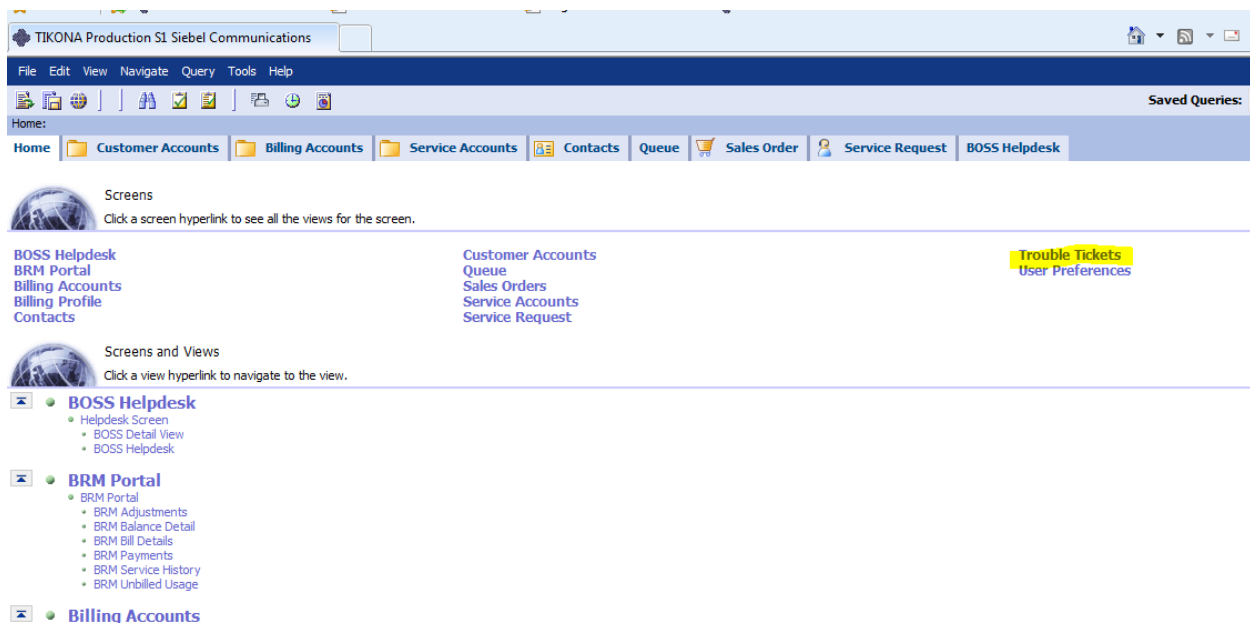 TIKONA Production S1 Siebel Communications
File Edit View Navigate Query Tools Help
Saved Queries:
Home:
Home Customer Accounts Billing Accounts Service Accounts Contacts Queue Sales Order Service Request BOSS Helpdesk
Screens
Click a screen hyperlink to see all the views for the screen.
BOSS Helpdesk Customer Accounts Trouble Tickets
BRM Portal Queue User Preferences
Billing Accounts Sales Orders
Billing Profile Service Accounts
Contacts Service Request
Screens and Views
Click a view hyperlink to navigate to the view.
BOSS Helpdesk
Helpdesk Screen
BOSS Detail View
BOSS Helpdesk
BRM Portal
BRM Portal
BRM Adjustments
BRM Balance Detail
BRM Bill Details
BRM Payments
BRM Service History
BRM Unbilled Usage
Billing Accounts